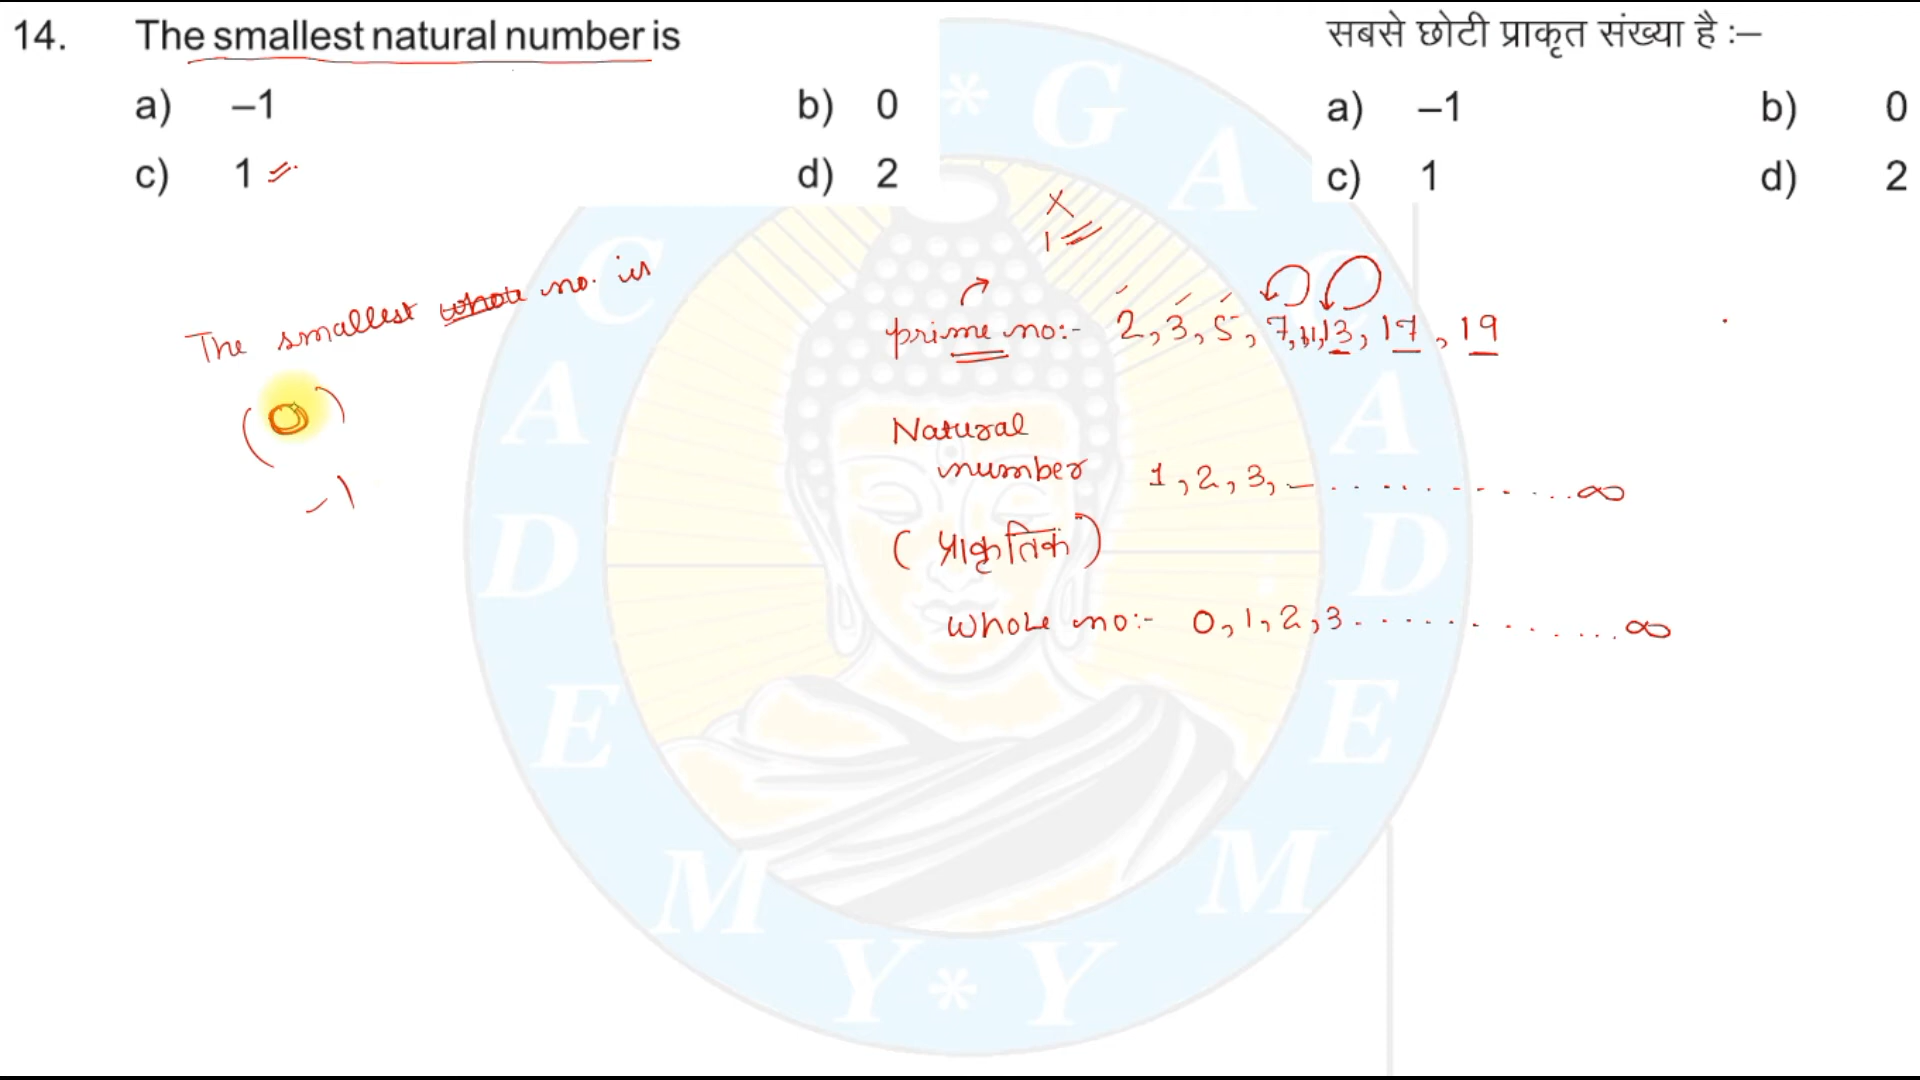 14. The smallest natural number is
a) –1 b) 0
c) 1 d) 2
सबसे छोटी प्राकृत संख्या है :–
a) –1 b) 0
c) 1 d) 2
The smallest whole no. is
(0)
-1
x
1
prime no:- 2, 3, 5, 7, 11, 13, 17, 19
Natural
number 1, 2, 3, – ............ ∞
(प्राकृतिक)
whole no:- 0, 1, 2, 3 ............ ∞
* G A C A D E M Y
C A D E M Y *